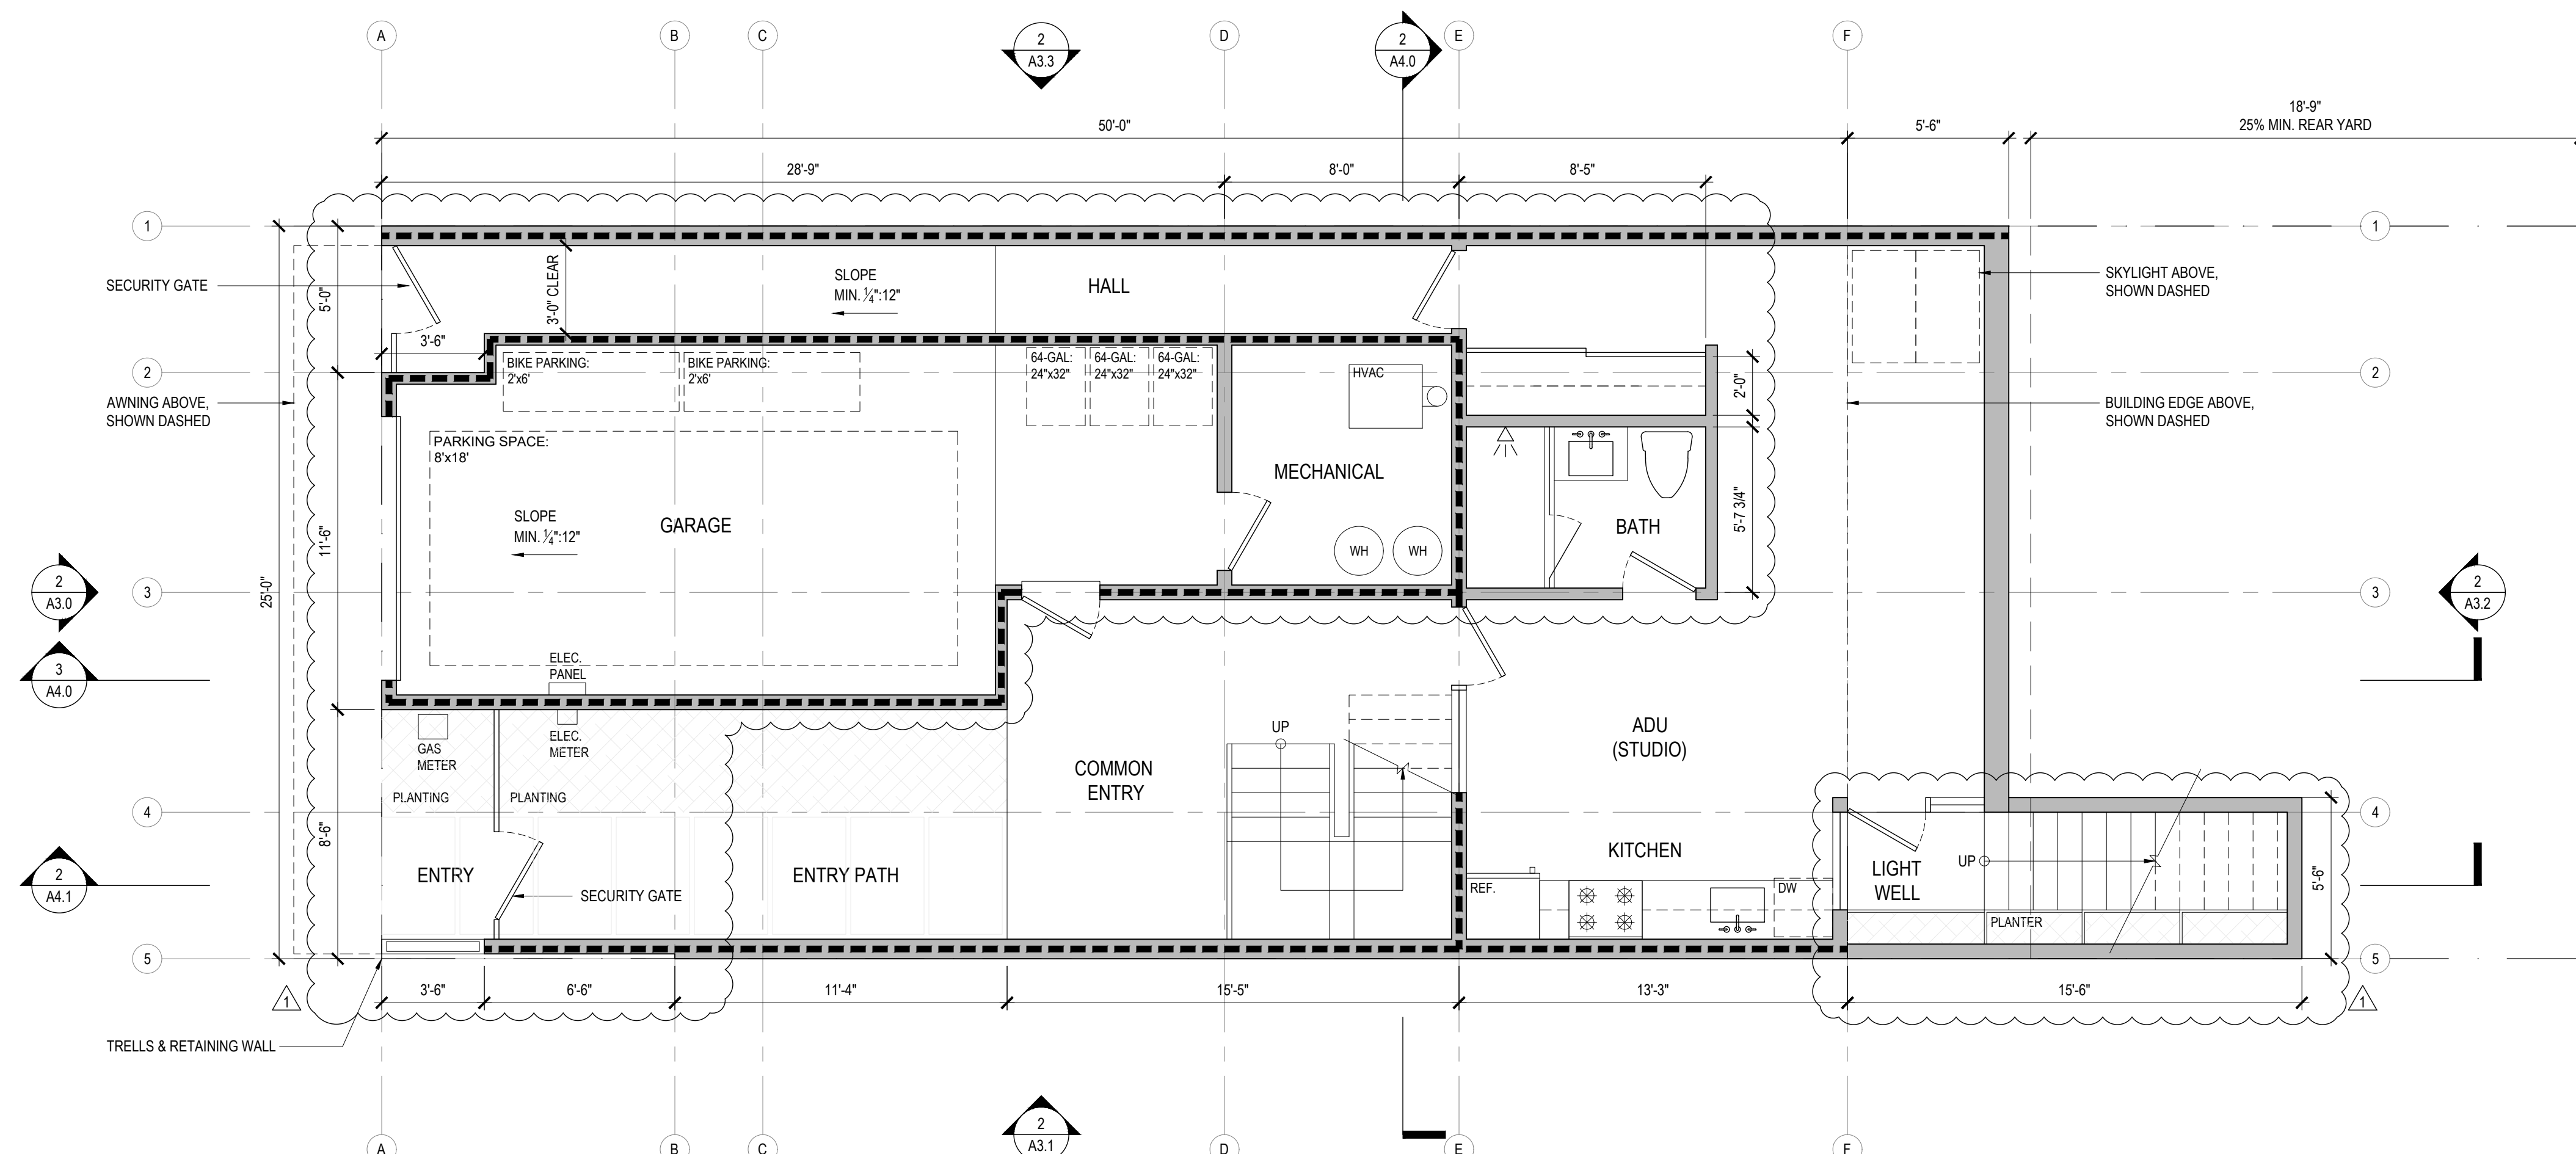 A
B
C
2
A3.3
D
2
A4.0
E
F
18'-9"
25% MIN. REAR YARD
50'-0"
5'-6"
28'-9"
8'-0"
8'-5"
1
1
SECURITY GATE
5'-0"
3'-0" CLEAR
SLOPE
MIN. 1/4":12"
HALL
SKYLIGHT ABOVE,
SHOWN DASHED
3'-6"
2
BIKE PARKING:
2'x6'
BIKE PARKING:
2'x6'
64-GAL:
24"x32"
64-GAL:
24"x32"
64-GAL:
24"x32"
HVAC
2'-0"
2
AWNING ABOVE,
SHOWN DASHED
BUILDING EDGE ABOVE,
SHOWN DASHED
PARKING SPACE:
8'x18'
MECHANICAL
SLOPE
MIN. 1/4":12"
GARAGE
BATH
5'-7 3/4"
11'-6"
25'-0"
WH
WH
2
A3.0
3
3
2
A3.2
3
A4.0
ELEC.
PANEL
UP
ADU
(STUDIO)
GAS
METER
ELEC.
METER
COMMON
ENTRY
PLANTING
PLANTING
4
4
8'-6"
2
A4.1
ENTRY
SECURITY GATE
ENTRY PATH
KITCHEN
REF.
DW
LIGHT
WELL
UP
PLANTER
5'-6"
5
5
1
3'-6"
6'-6"
11'-4"
15'-5"
13'-3"
15'-6"
1
TRELLS & RETAINING WALL
A
B
C
2
A3.1
D
E
F